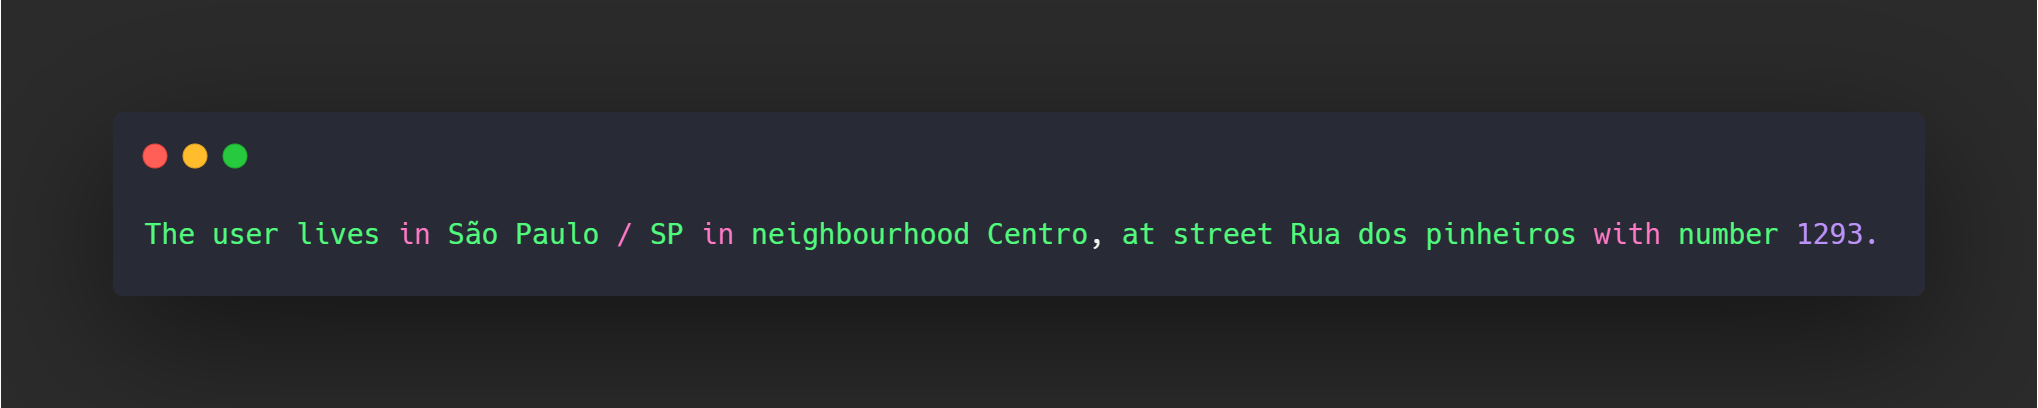 The user lives in São Paulo / SP in neighbourhood Centro, at street Rua dos pinheiros with number 1293.